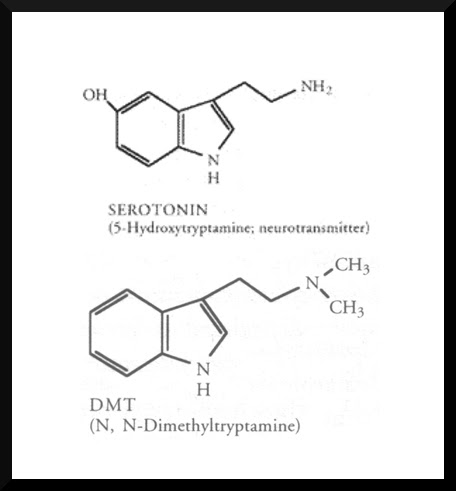 OH
NH₂
N
H
SEROTONIN
(5-Hydroxytryptamine; neurotransmitter)
CH₃
N
CH₃
N
H
DMT
(N, N-Dimethyltryptamine)